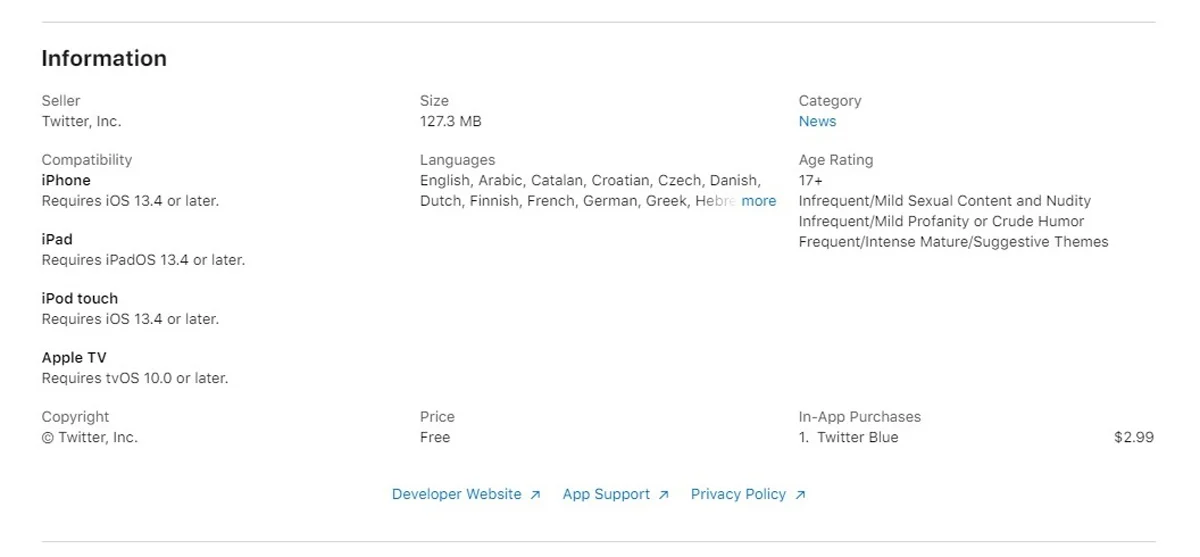 Information
Seller
Twitter, Inc.
Size
127.3 MB
Category
News
Compatibility
iPhone
Requires iOS 13.4 or later.
iPad
Requires iPadOS 13.4 or later.
iPod touch
Requires iOS 13.4 or later.
Apple TV
Requires tvOS 10.0 or later.
Languages
English, Arabic, Catalan, Croatian, Czech, Danish,
Dutch, Finnish, French, German, Greek, Hebre more
Age Rating
17+
Infrequent/Mild Sexual Content and Nudity
Infrequent/Mild Profanity or Crude Humor
Frequent/Intense Mature/Suggestive Themes
Copyright
© Twitter, Inc.
Price
Free
In-App Purchases
1. Twitter Blue $2.99
Developer Website ↗ App Support ↗ Privacy Policy ↗